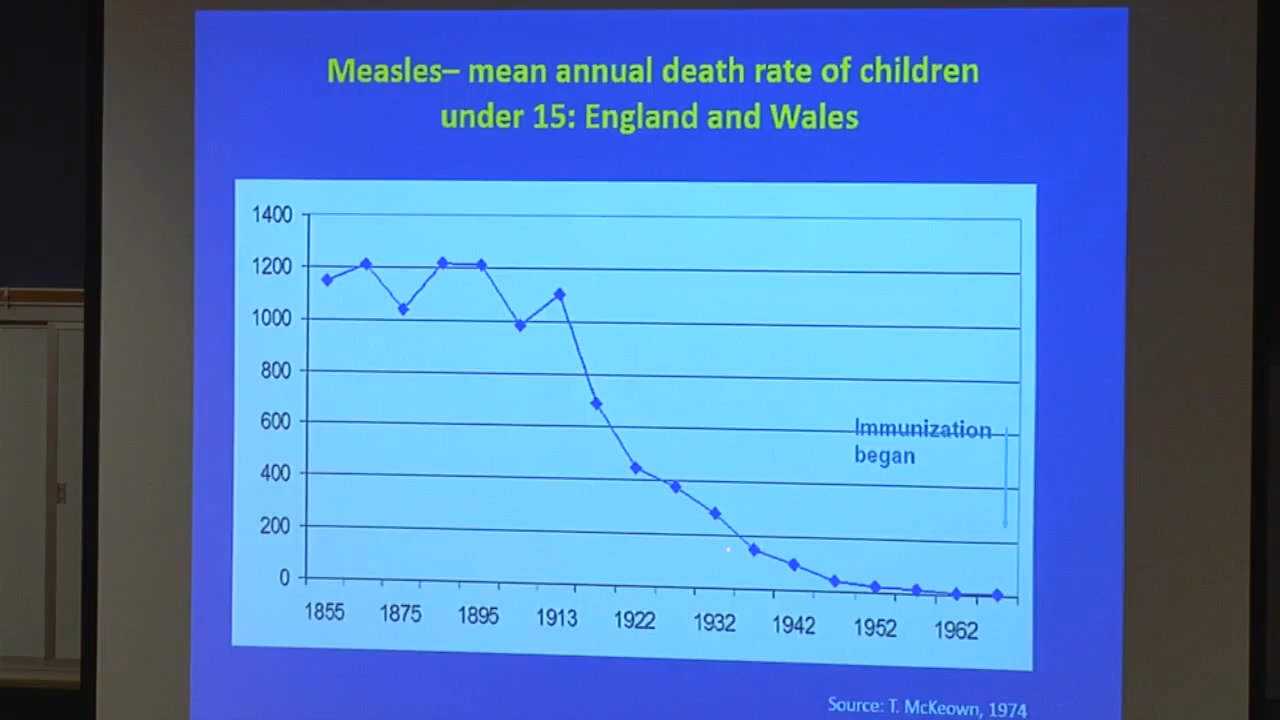 Measles– mean annual death rate of children
under 15: England and Wales
1400
1200
1000
800
600
400
200
0
Immunization
began
1855 1875 1895 1913 1922 1932 1942 1952 1962
Source: T. McKeown, 1974